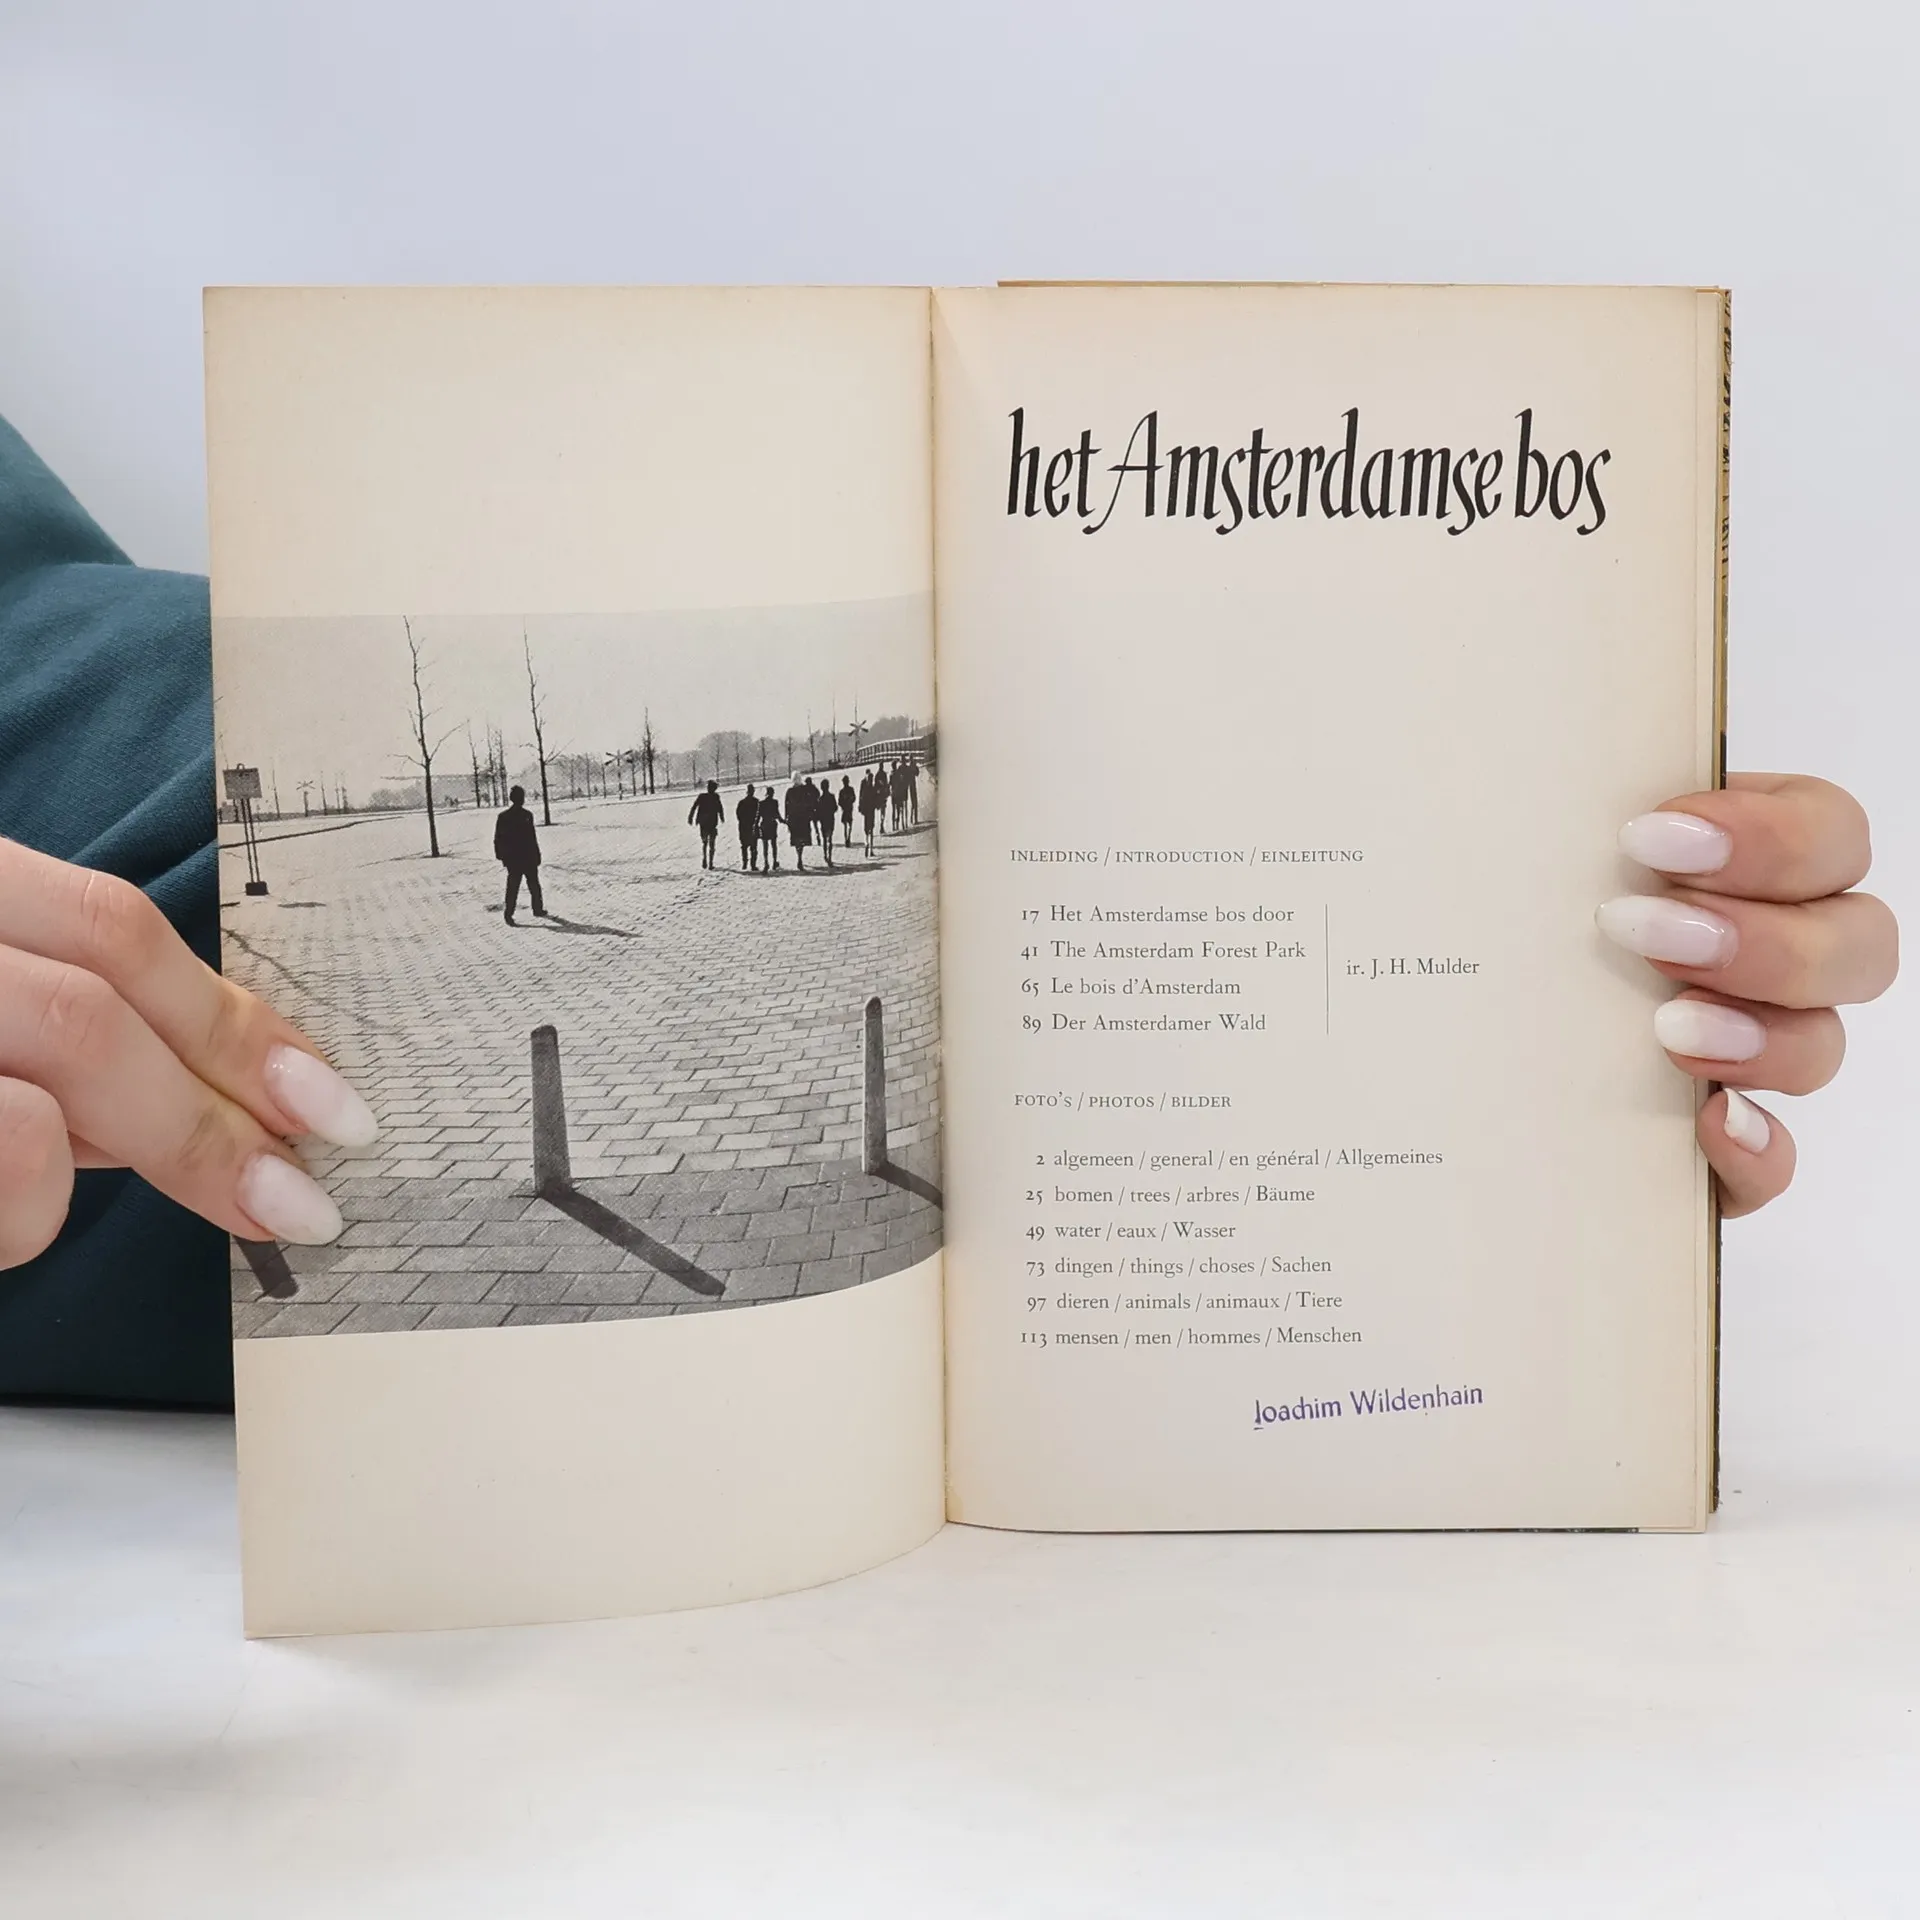 het Amsterdamse bos
INLEIDING / INTRODUCTION / EINLEITUNG
17 Het Amsterdamse bos door
41 The Amsterdam Forest Park
65 Le bois d'Amsterdam
89 Der Amsterdamer Wald
ir. J. H. Mulder
FOTO'S / PHOTOS / BILDER
2 algemeen / general / en général / Allgemeines
25 bomen / trees / arbres / Bäume
49 water / eaux / Wasser
73 dingen / things / choses / Sachen
97 dieren / animals / animaux / Tiere
113 mensen / men / hommes / Menschen
Joachim Wildenhain